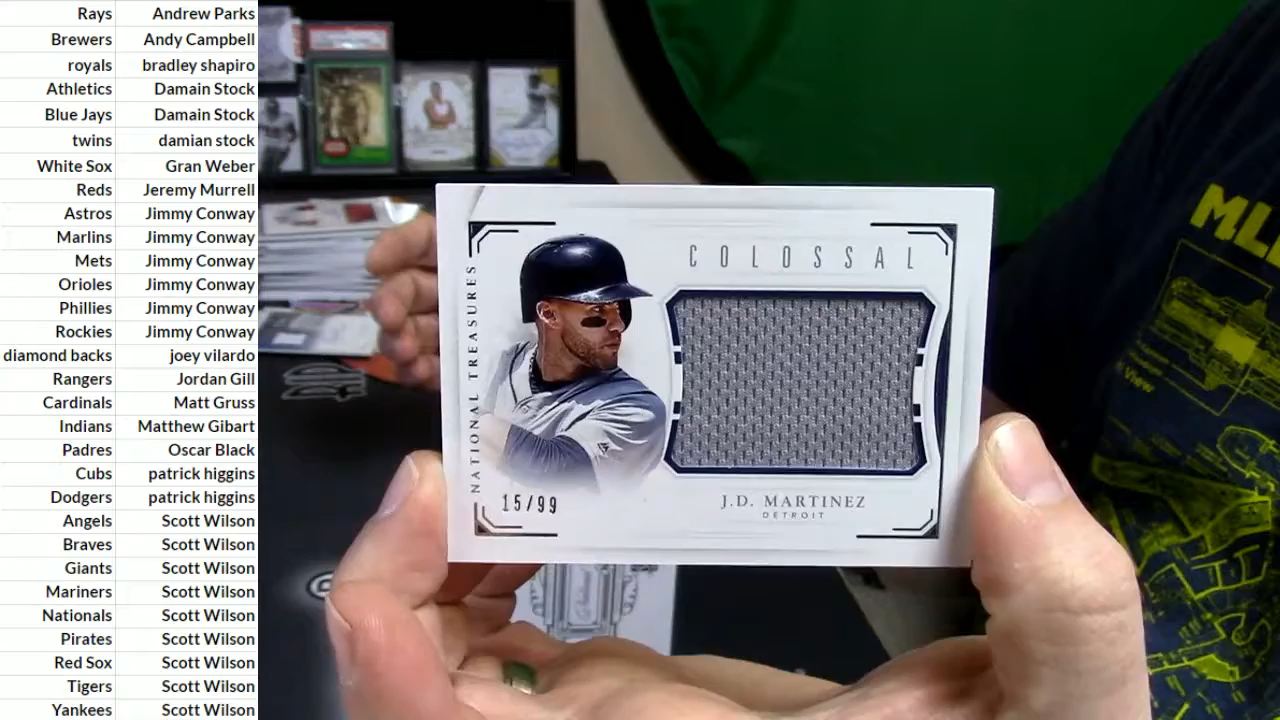 Rays Andrew Parks
Brewers Andy Campbell
royals bradley shapiro
Athletics Damain Stock
Blue Jays Damain Stock
twins damian stock
White Sox Gran Weber
Reds Jeremy Murrell
Astros Jimmy Conway
Marlins Jimmy Conway
Mets Jimmy Conway
Orioles Jimmy Conway
Phillies Jimmy Conway
Rockies Jimmy Conway
diamond backs joey vilardo
Rangers Jordan Gill
Cardinals Matt Gruss
Indians Matthew Gibart
Padres Oscar Black
Cubs patrick higgins
Dodgers patrick higgins
Angels Scott Wilson
Braves Scott Wilson
Giants Scott Wilson
Mariners Scott Wilson
Nationals Scott Wilson
Pirates Scott Wilson
Red Sox Scott Wilson
Tigers Scott Wilson
Yankees Scott Wilson
COLOSSAL
NATIONAL TREASURES
15/99
J.D. MARTINEZ
DETROIT